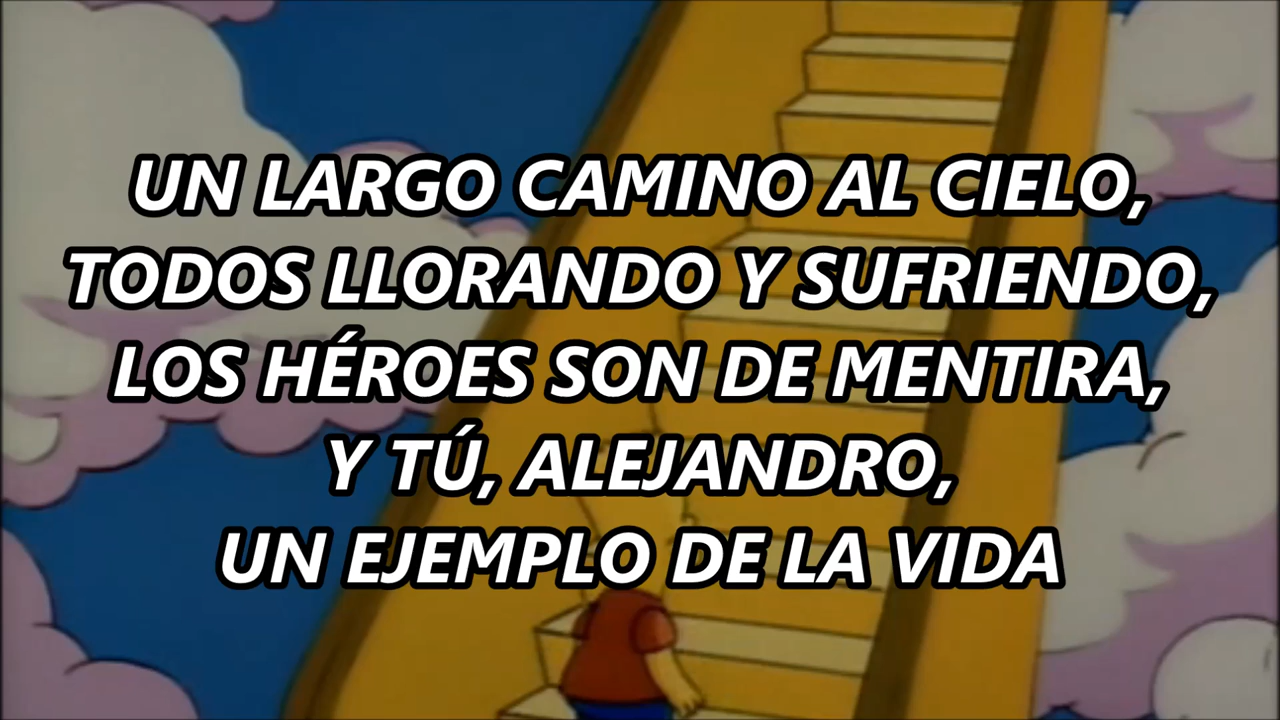 UN LARGO CAMINO AL CIELO,
TODOS LLORANDO Y SUFRIENDO,
LOS HÉROES SON DE MENTIRA,
Y TÚ, ALEJANDRO,
UN EJEMPLO DE LA VIDA